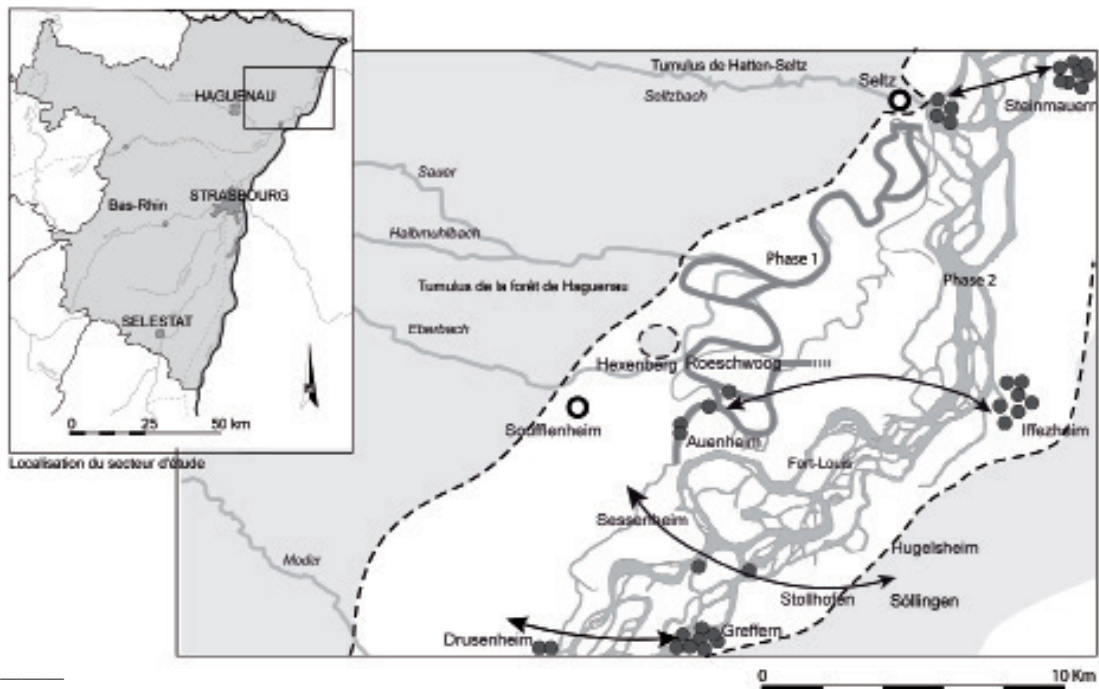 HAGUENAU
STRASBOURG
Bas-Rhin
SELESTAT
0 25 50 km
Localisation du secteur d'étude
Tumulus de Hatten-Seltz
Seltz
Seltzbach
Steinmauern
Sauer
Halbmuhlbach
Phase 1
Phase 2
Tumulus de la forêt de Haguenau
Eberbach
Hexenberg
Roeschwoog
Soufflenheim
Auenheim
Iffezheim
Fort-Louis
Sessenheim
Hugelsheim
Moder
Stollhofen
Söllingen
Drusenheim
Greffern
0 10 Km